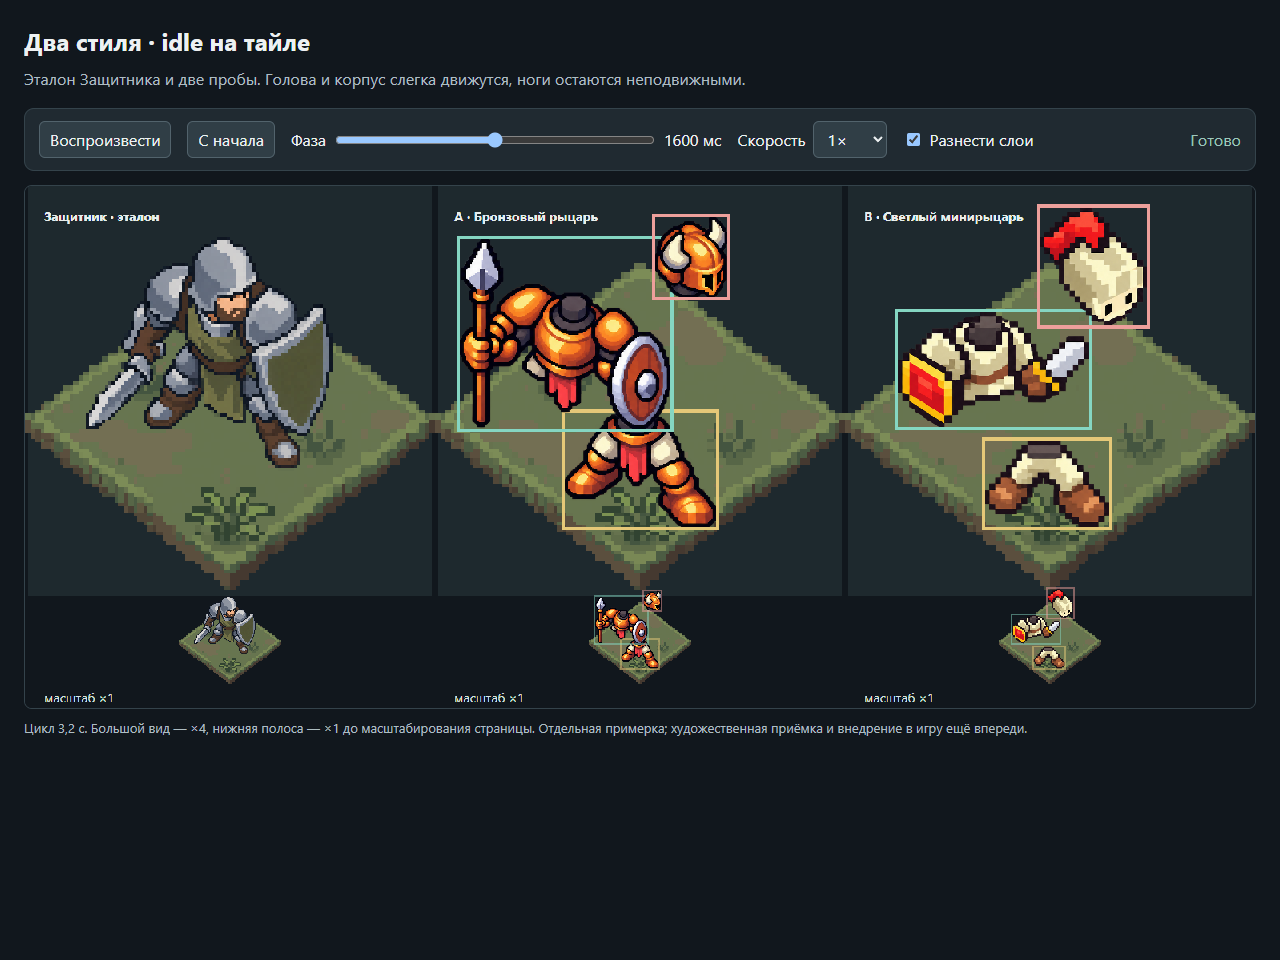 Два стиля · idle на тайле
Эталон Защитника и две пробы. Голова и корпус слегка движутся, ноги остаются неподвижными.
Воспроизвести
С начала
Фаза
1600 мс
Скорость
1×
Разнести слои
Готово
Защитник · эталон
A · Бронзовый рыцарь
B · Светлый минирыцарь
масштаб ×1
масштаб ×1
масштаб ×1
Цикл 3,2 с. Большой вид — ×4, нижняя полоса — ×1 до масштабирования страницы. Отдельная примерка; художественная приёмка и внедрение в игру ещё впереди.